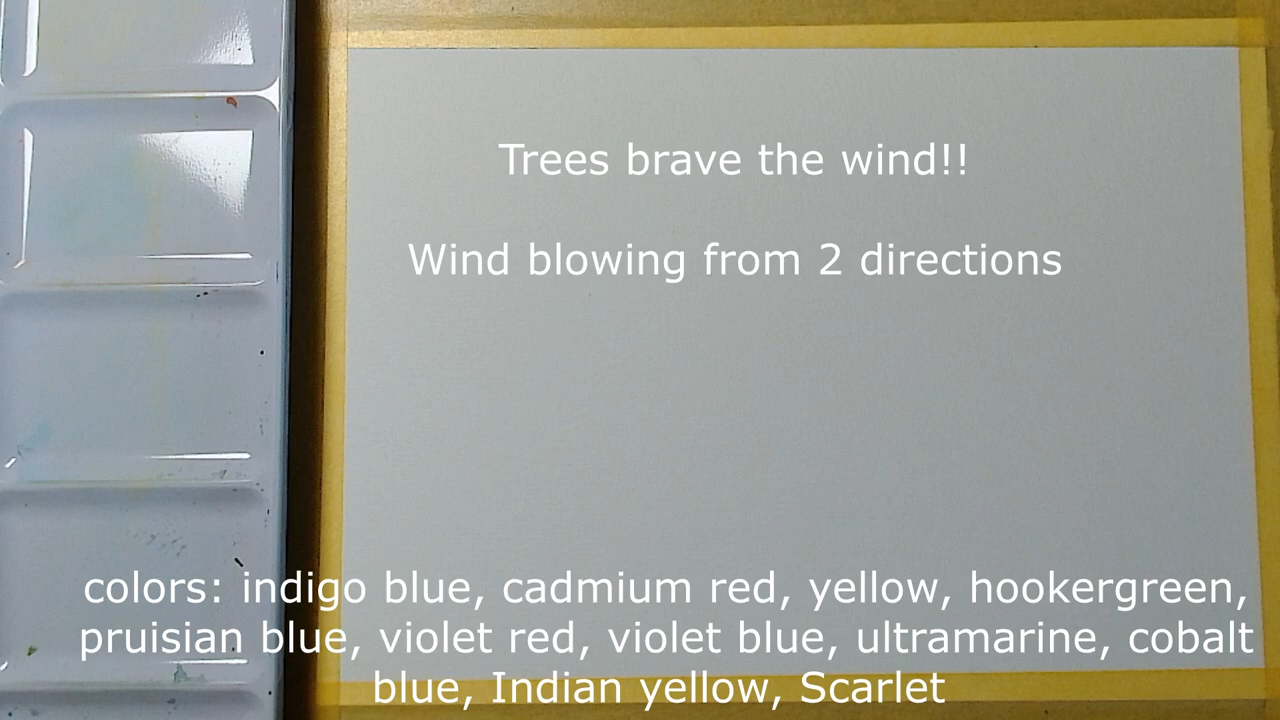 Trees brave the wind!!
Wind blowing from 2 directions
colors: indigo blue, cadmium red, yellow, hookergreen,
pruisian blue, violet red, violet blue, ultramarine, cobalt
blue, Indian yellow, Scarlet